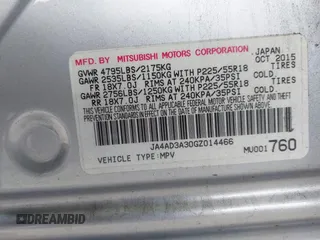 MFD BY MITSUBISHI MOTORS CORPORATION JAPAN
GVWR 4795LBS/2175KG OCT.2015
GAWR 2535LBS/1150KG WITH P225/55R18 TIRES
FR 18X7.0J RIMS AT 240KPA/35PSI COLD
GAWR 2756LBS/1250KG WITH P225/55R18 TIRES
RR 18X7.0J RIMS AT 240KPA/35PSI COLD
THIS VEHICLE CONFORMS TO ALL APPLICABLE FEDERAL MOTOR VEHICLE SAFETY AND THEFT PREVENTION STANDARDS IN EFFECT ON THE DATE OF MANUFACTURE SHOWN ABOVE.
JA4AD3A30GZ014466
VEHICLE TYPE:MPV
MU001760
DREAMBID